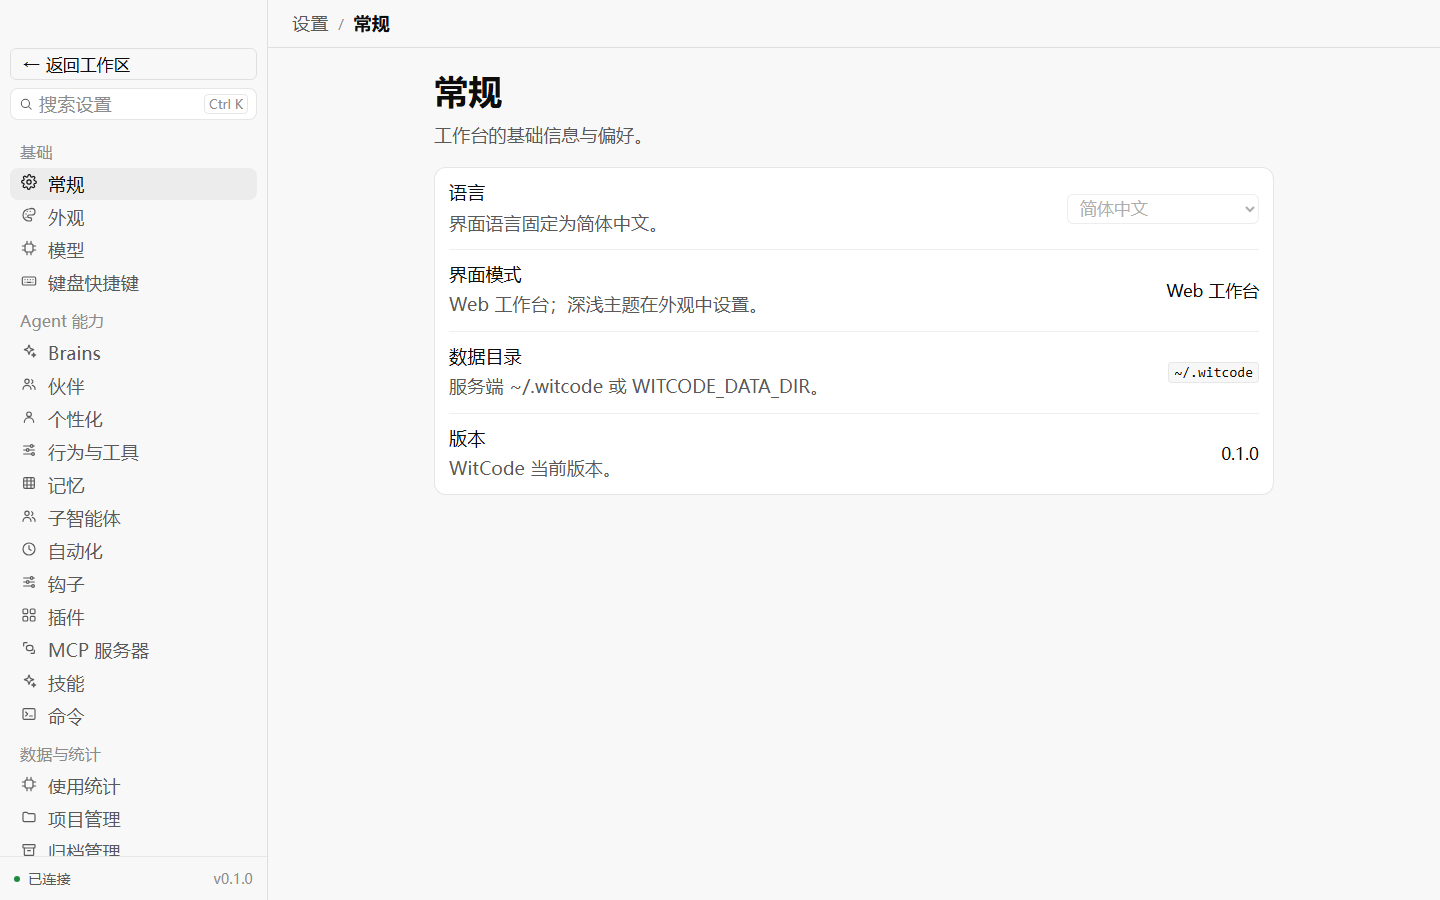 ← 返回工作区
搜索设置 Ctrl K
基础
常规
外观
模型
键盘快捷键
Agent 能力
Brains
伙伴
个性化
行为与工具
记忆
子智能体
自动化
钩子
插件
MCP 服务器
技能
命令
数据与统计
使用统计
项目管理
归档管理
已连接 v0.1.0
设置 / 常规
常规
工作台的基础信息与偏好。
语言
界面语言固定为简体中文。
简体中文
界面模式
Web 工作台；深浅主题在外观中设置。
Web 工作台
数据目录
服务端 ~/.witcode 或 WITCODE_DATA_DIR。
~/.witcode
版本
WitCode 当前版本。
0.1.0